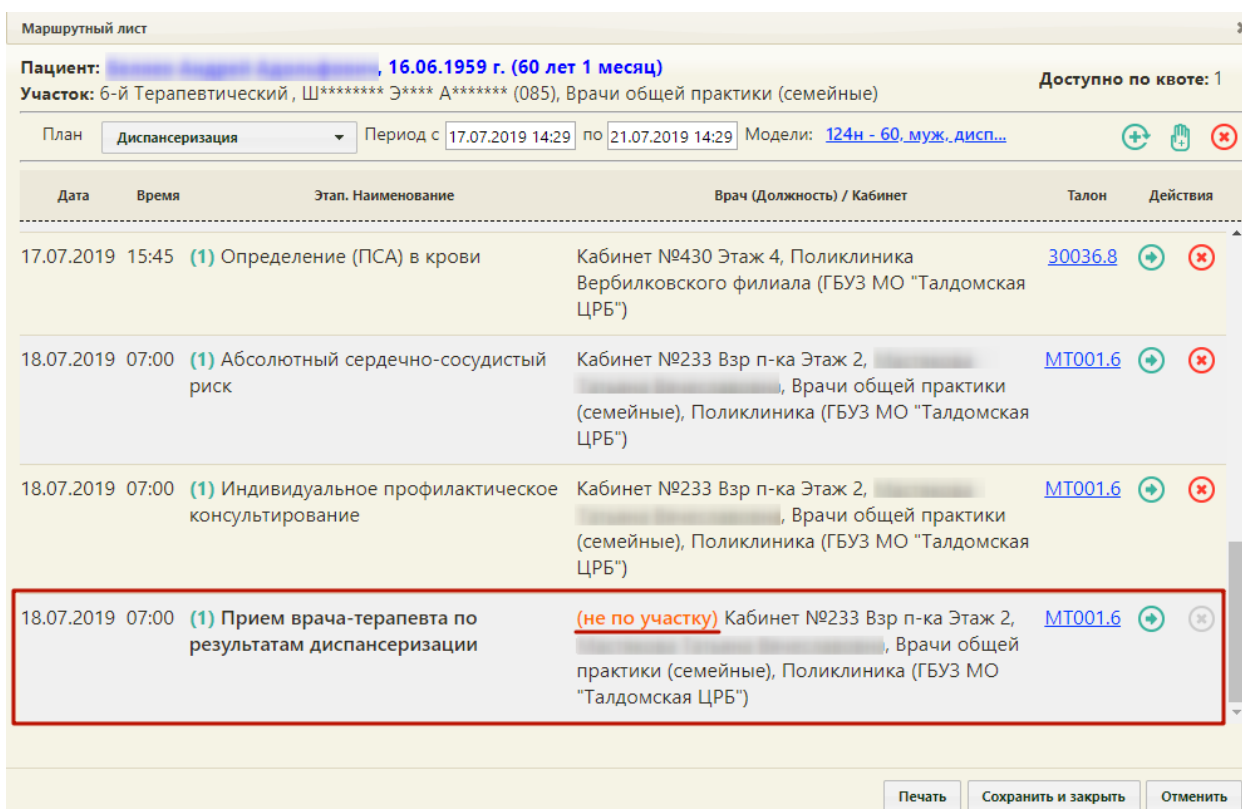 Маршрутный лист
Пациент: , 16.06.1959 г. (60 лет 1 месяц)
Доступно по квоте: 1
Участок: 6-й Терапевтический , Ш******** Э**** А******* (085), Врачи общей практики (семейные)
План Диспансеризация Период с 17.07.2019 14:29 по 21.07.2019 14:29 Модели: 124н - 60, муж, дисп...
Дата Время Этап. Наименование Врач (Должность) / Кабинет Талон Действия
17.07.2019 15:45 (1) Определение (ПСА) в крови Кабинет №430 Этаж 4, Поликлиника 30036.8
Вербилковского филиала (ГБУЗ МО "Талдомская
ЦРБ")
18.07.2019 07:00 (1) Абсолютный сердечно-сосудистый Кабинет №233 Взр п-ка Этаж 2, МТ001.6
риск , Врачи общей практики
(семейные), Поликлиника (ГБУЗ МО "Талдомская
ЦРБ")
18.07.2019 07:00 (1) Индивидуальное профилактическое Кабинет №233 Взр п-ка Этаж 2, МТ001.6
консультирование , Врачи общей практики
(семейные), Поликлиника (ГБУЗ МО "Талдомская
ЦРБ")
18.07.2019 07:00 (1) Прием врача-терапевта по (не по участку) Кабинет №233 Взр п-ка Этаж 2, МТ001.6
результатам диспансеризации , Врачи общей
практики (семейные), Поликлиника (ГБУЗ МО
"Талдомская ЦРБ")
Печать Сохранить и закрыть Отменить